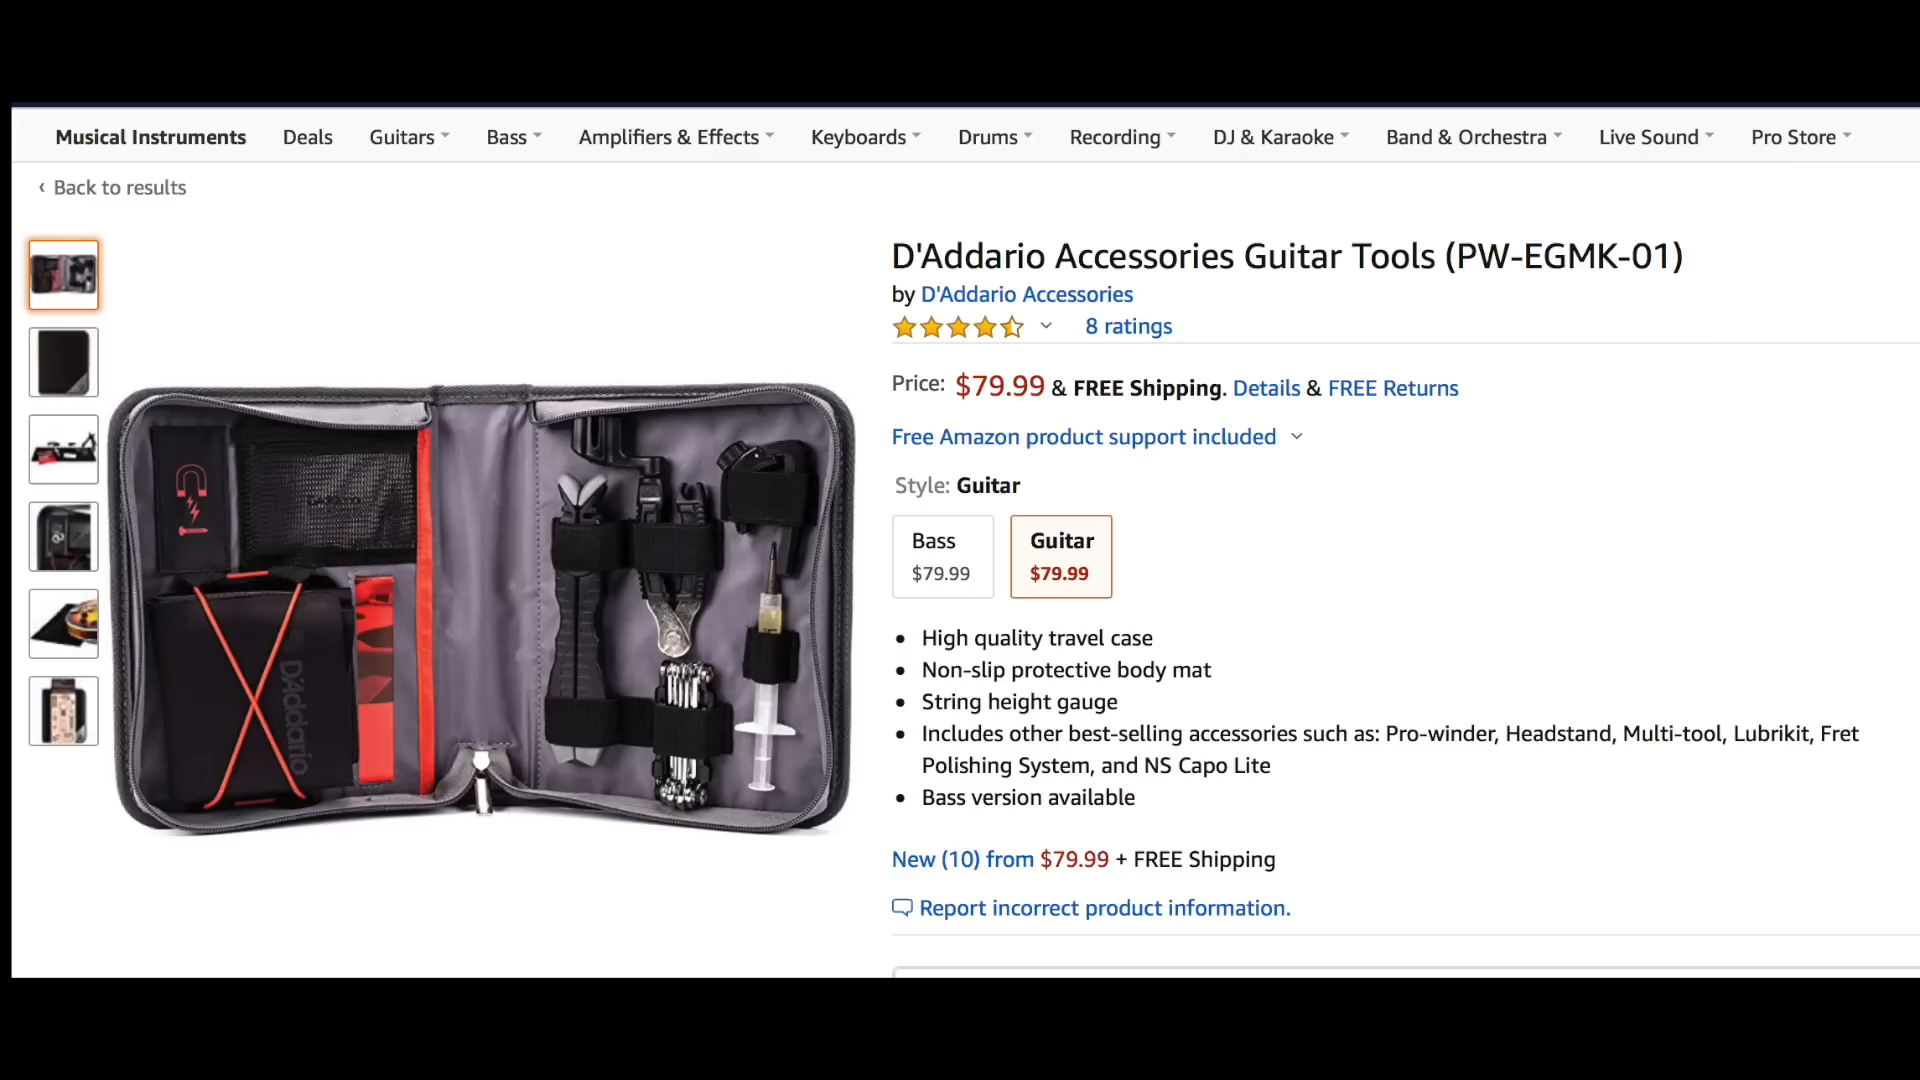 Musical Instruments Deals Guitars Bass Amplifiers & Effects Keyboards Drums Recording DJ & Karaoke Band & Orchestra Live Sound Pro Store
‹ Back to results
D'Addario Accessories Guitar Tools (PW-EGMK-01)
by D'Addario Accessories
8 ratings
Price: $79.99 & FREE Shipping. Details & FREE Returns
Free Amazon product support included
Style: Guitar
Bass Guitar
$79.99 $79.99
• High quality travel case
• Non-slip protective body mat
• String height gauge
• Includes other best-selling accessories such as: Pro-winder, Headstand, Multi-tool, Lubrikit, Fret
Polishing System, and NS Capo Lite
• Bass version available
New (10) from $79.99 + FREE Shipping
Report incorrect product information.
D'Addario